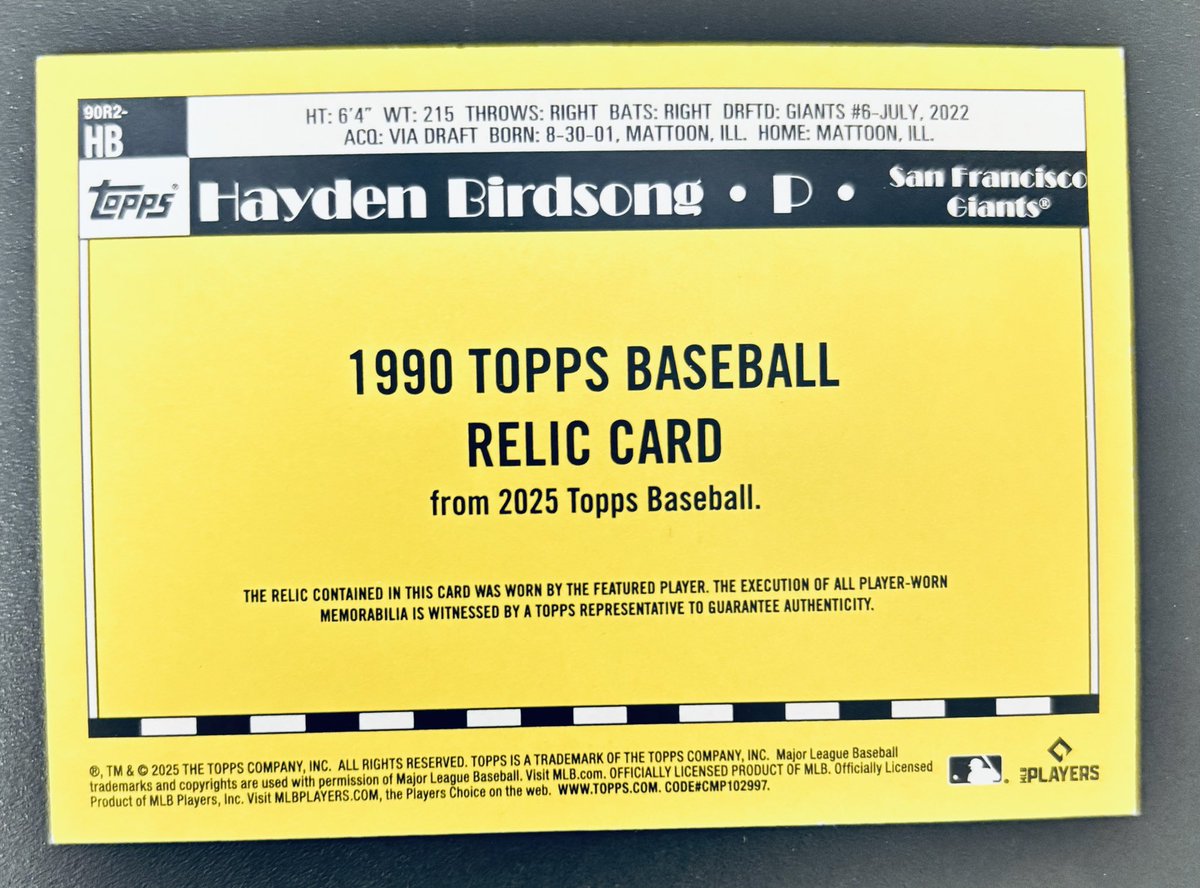 90R2-
HB
HT: 6'4" WT: 215 THROWS: RIGHT BATS: RIGHT DRFTD: GIANTS #6-JULY, 2022
ACQ: VIA DRAFT BORN: 8-30-01, MATTOON, ILL. HOME: MATTOON, ILL.
TOPPS® Hayden Birdsong • P • San Francisco
Giants®
1990 TOPPS BASEBALL
RELIC CARD
from 2025 Topps Baseball.
THE RELIC CONTAINED IN THIS CARD WAS WORN BY THE FEATURED PLAYER. THE EXECUTION OF ALL PLAYER-WORN
MEMORABILIA IS WITNESSED BY A TOPPS REPRESENTATIVE TO GUARANTEE AUTHENTICITY.
®, TM & © 2025 THE TOPPS COMPANY, INC. ALL RIGHTS RESERVED. TOPPS IS A TRADEMARK OF THE TOPPS COMPANY, INC. Major League Baseball
trademarks and copyrights are used with permission of Major League Baseball. Visit MLB.com. OFFICIALLY LICENSED PRODUCT OF MLB. Officially Licensed
Product of MLB Players, Inc. Visit MLBPLAYERS.COM, the Players Choice on the web. WWW.TOPPS.COM. CODE#CMP102997.
MLB PLAYERS